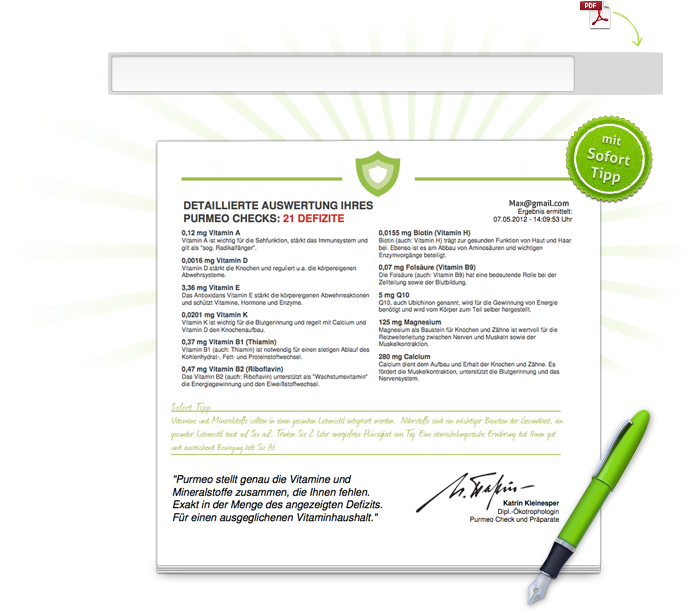 PDF
mit
Sofort
Tipp
DETAILLIERTE AUSWERTUNG IHRES
PURMEO CHECKS: 21 DEFIZITE
Max@gmail.com
Ergebnis ermittelt:
07.05.2012 - 14:09:53 Uhr
0,12 mg Vitamin A
Vitamin A ist wichtig für die Sehfunktion, stärkt das Immunsystem und
gilt als "sog. Radikalfänger".
0,0016 mg Vitamin D
Vitamin D stärkt die Knochen und reguliert u.a. die körpereigenen
Abwehrsysteme.
3,36 mg Vitamin E
Das Antioxidans Vitamin E stärkt die körpereigenen Abwehrreaktionen
und schützt Vitamine, Hormone und Enzyme.
0,0201 mg Vitamin K
Vitamin K ist wichtig für die Blutgerinnung und regelt mit Calcium und
Vitamin D den Knochenaufbau.
0,37 mg Vitamin B1 (Thiamin)
Vitamin B1 (auch: Thiamin) ist notwendig für einen stetigen Ablauf des
Kohlenhydrat-, Fett- und Proteinstoffwechsel.
0,47 mg Vitamin B2 (Riboflavin)
Das Vitamin B2 (auch: Riboflavin) unterstützt als "Wachstumsvitamin"
die Energiegewinnung und den Eiweißstoffwechsel.
0,0155 mg Biotin (Vitamin H)
Biotin (auch: Vitamin H) trägt zur gesunden Funktion von Haut und Haar
bei. Ebenso ist es am Abbau von Aminosäuren und wichtigen
Enzymvorgänge beteiligt.
0,07 mg Folsäure (Vitamin B9)
Die Folsäure (auch: Vitamin B9) hat eine bedeutende Rolle bei der
Zellteilung sowie der Blutbildung.
5 mg Q10
Q10, auch Ubichinon genannt, wird für die Gewinnung von Energie
benötigt und wird vom Körper zum Teil selber hergestellt.
125 mg Magnesium
Magnesium als Baustein für Knochen und Zähne ist wertvoll für die
Reizweiterleitung zwischen Nerven und Muskeln sowie der
Muskelkontraktion.
280 mg Calcium
Calcium dient dem Aufbau und Erhalt der Knochen und Zähne. Es
fördert die Muskelkontraktion, unterstützt die Blutgerinnung und das
Nervensystem.
Sofort Tipp:
Vitamine und Mineralstoffe sollten in einen gesunden Lebensstil integriert werden. Nährstoffe sind ein wichtiger Baustein der Gesundheit, ein
gesunder Lebensstil baut auf Sie auf. Trinken Sie 2 Liter energiefreie Flüssigkeit am Tag. Eine abwechslungsreiche Ernährung tut Ihnen gut
und ausreichend Bewegung hält Sie fit.
"Purmeo stellt genau die Vitamine und
Mineralstoffe zusammen, die Ihnen fehlen.
Exakt in der Menge des angezeigten Defizits.
Für einen ausgeglichenen Vitaminhaushalt."
Katrin Kleinesper
Dipl.-Ökotrophologin
Purmeo Check und Präparate